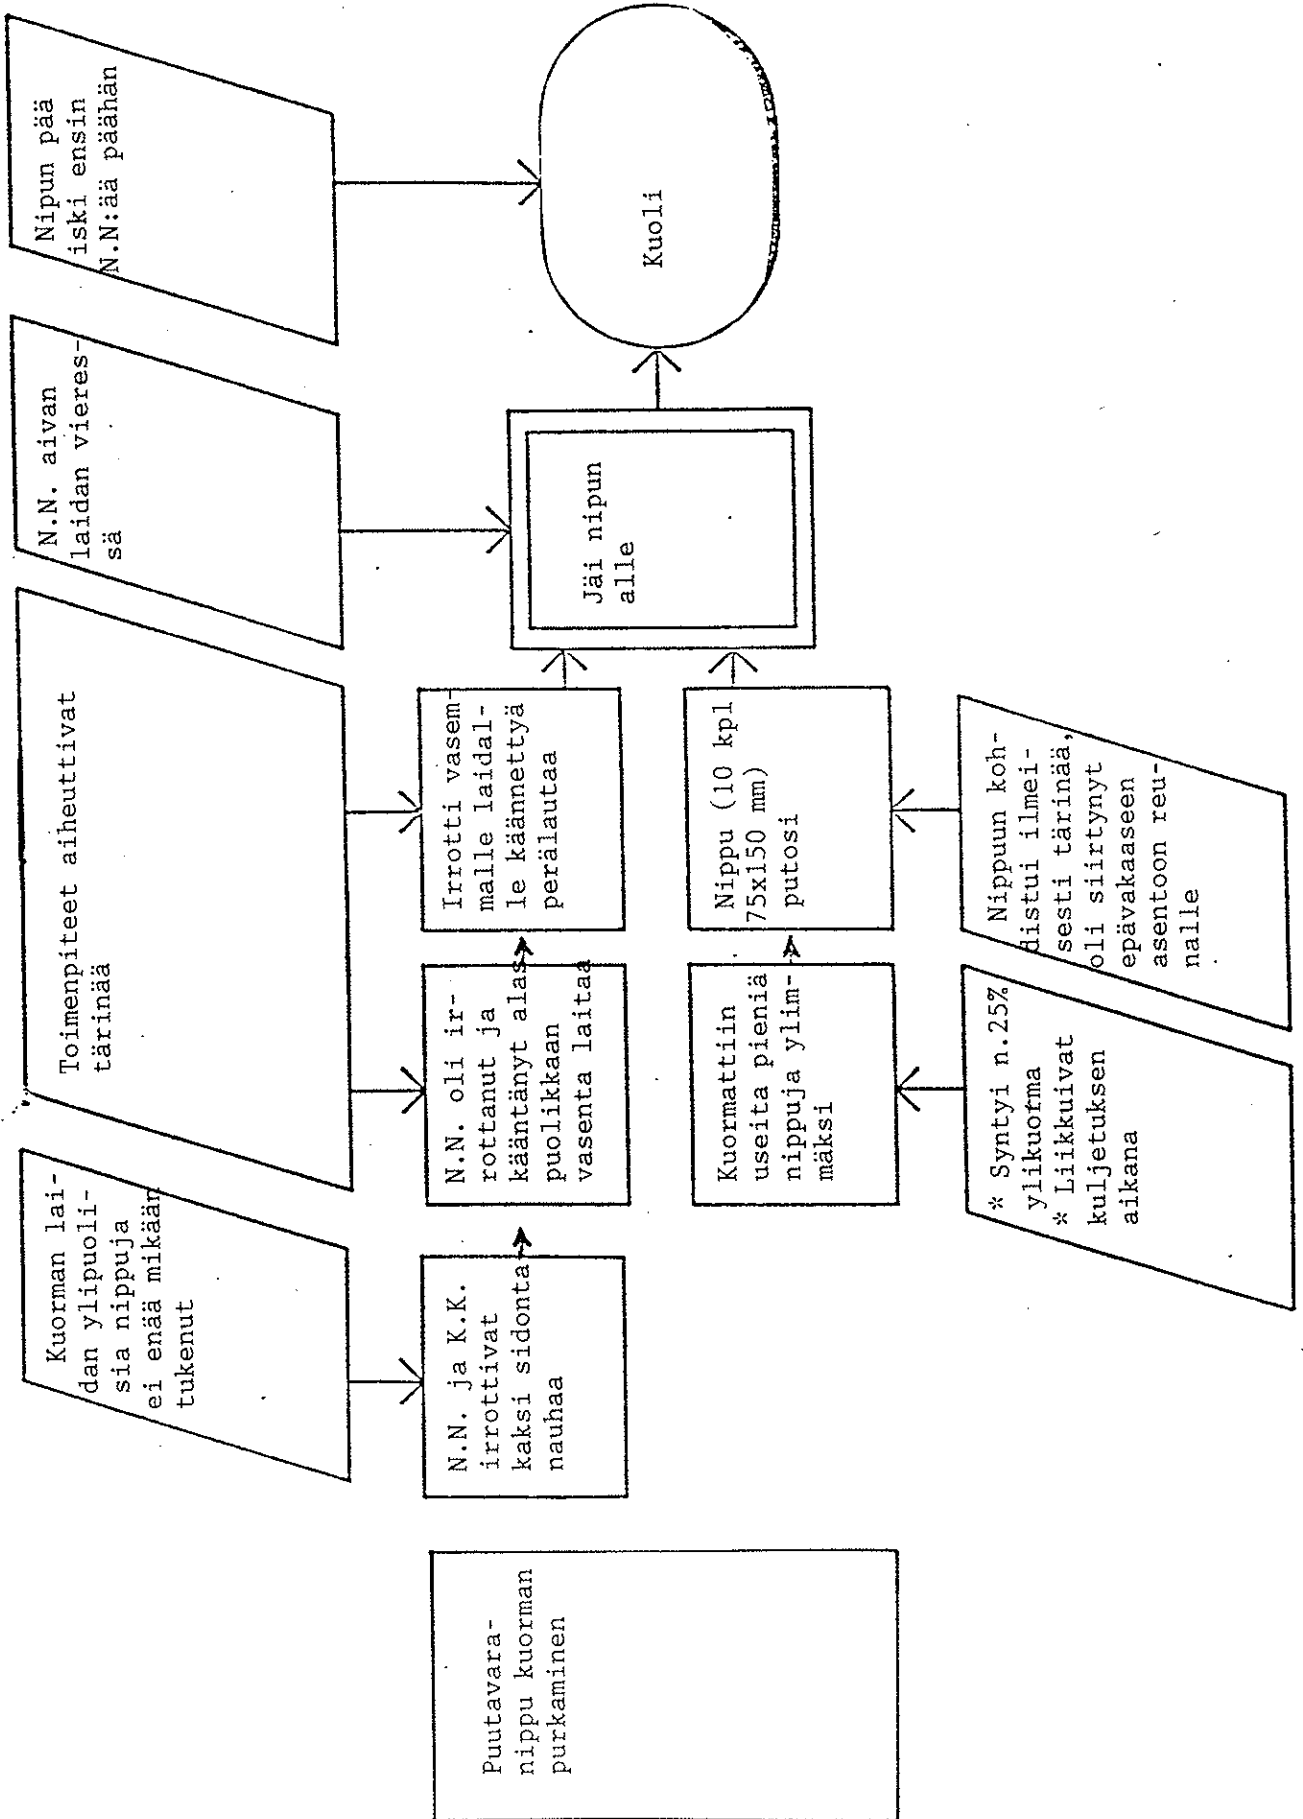 Kuorman lai-
dan ylipuoli-
sia nippuja
ei enää mikään
tukenut
Toimenpiteet aiheuttivat
tärinää
N.N. aivan
laidan vieres-
sä
Nipun pää
iski ensin
N.N:ää päähän
Puutavara-
nippu kuorman
purkaminen
N.N. ja K.K.
irrottivat
kaksi sidonta
nauhaa
N.N. oli ir-
rottanut ja
kääntänyt alas
puolikkaan
vasenta laitaa
Irrotti vasem-
malle laidal-
le käännettyä
perälautaa
Kuormattiin
useita pieniä
nippuja ylim-
mäksi
Nippu (10 kpl
75x150 mm)
putosi
Jäi nipun
alle
Kuoli
* Syntyi n.25%
ylikuorma
* Liikkuivat
kuljetuksen
aikana
Nippuun koh-
distui ilmei-
sesti tärinää,
oli siirtynyt
epävakaaseen
asentoon reu-
nalle